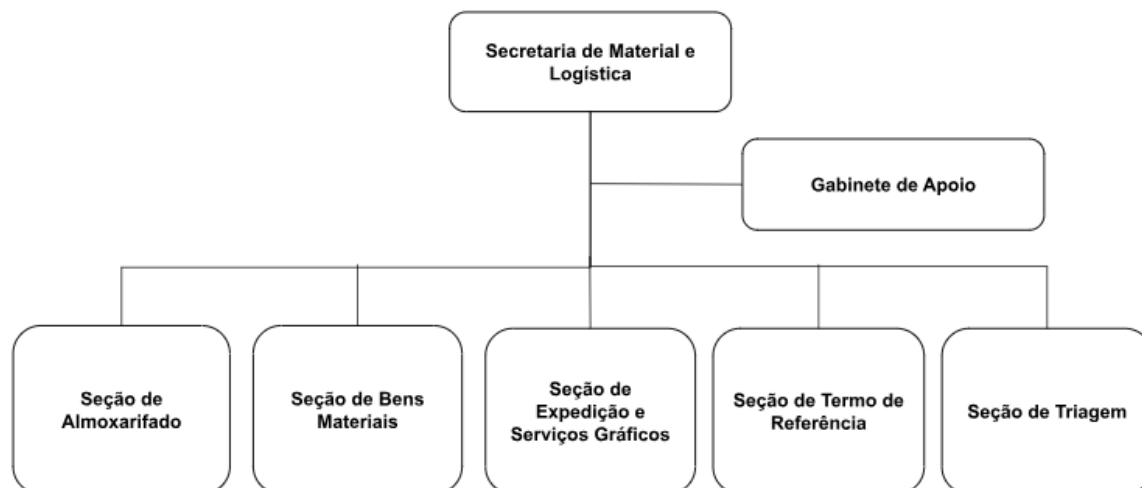 Secretaria de Material e
Logística
Gabinete de Apoio
Seção de
Almoxarifado
Seção de Bens
Materiais
Seção de
Expedição e
Serviços Gráficos
Seção de Termo de
Referência
Seção de Triagem